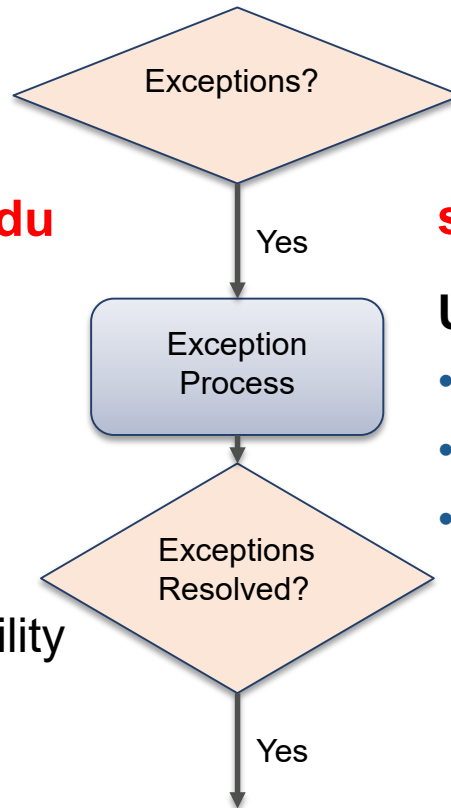 Exceptions?
du
s
Yes
U
Exception
Process
Exceptions
Resolved?
ility
Yes